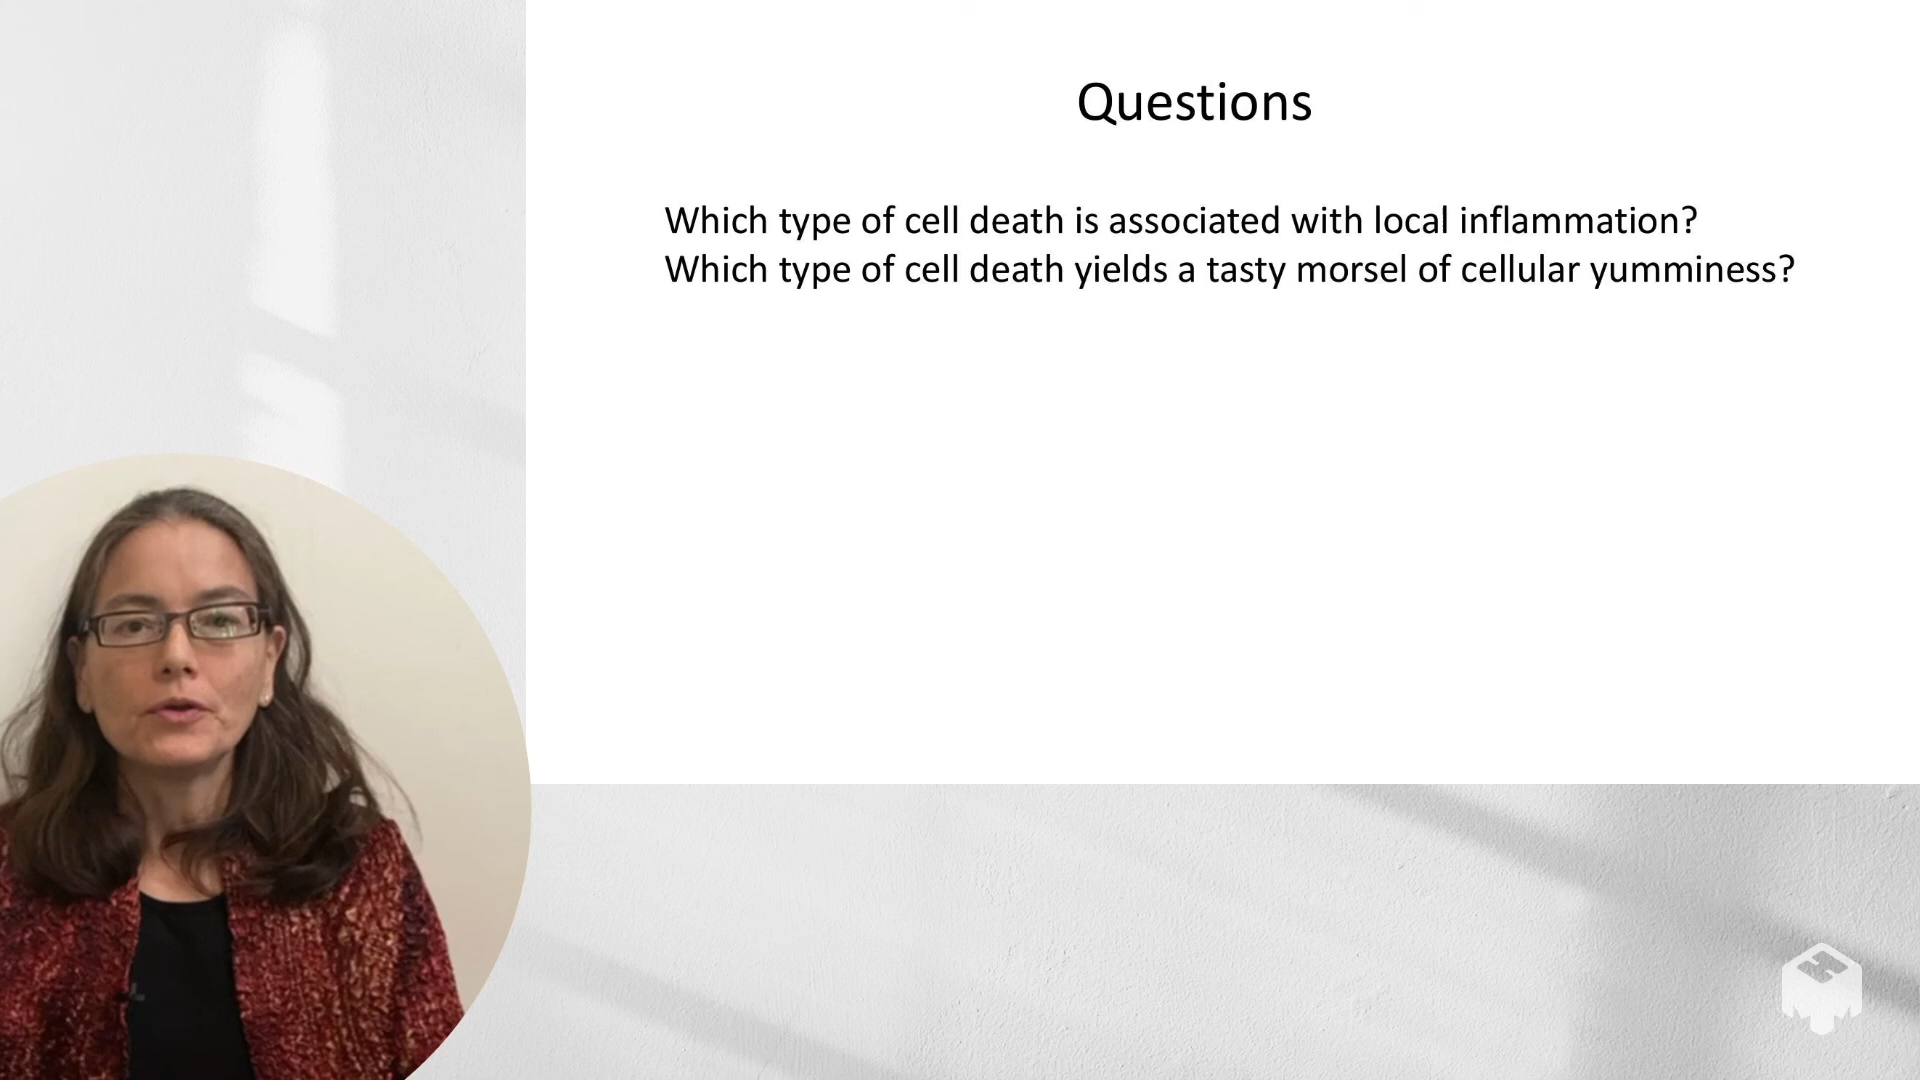 Questions
Which type of cell death is associated with local inflammation?
Which type of cell death yields a tasty morsel of cellular yumminess?